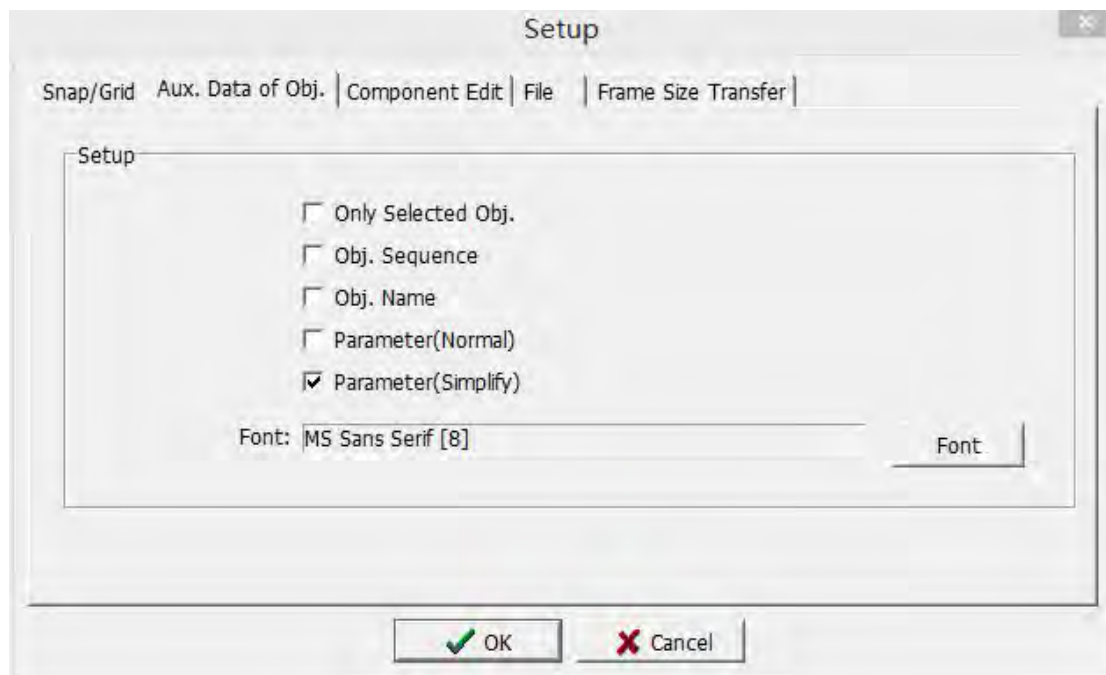 Setup
Snap/Grid Aux. Data of Obj. Component Edit File Frame Size Transfer
Setup
Only Selected Obj.
Obj. Sequence
Obj. Name
Parameter(Normal)
Parameter(Simplify)
Font: MS Sans Serif [8] Font
OK Cancel